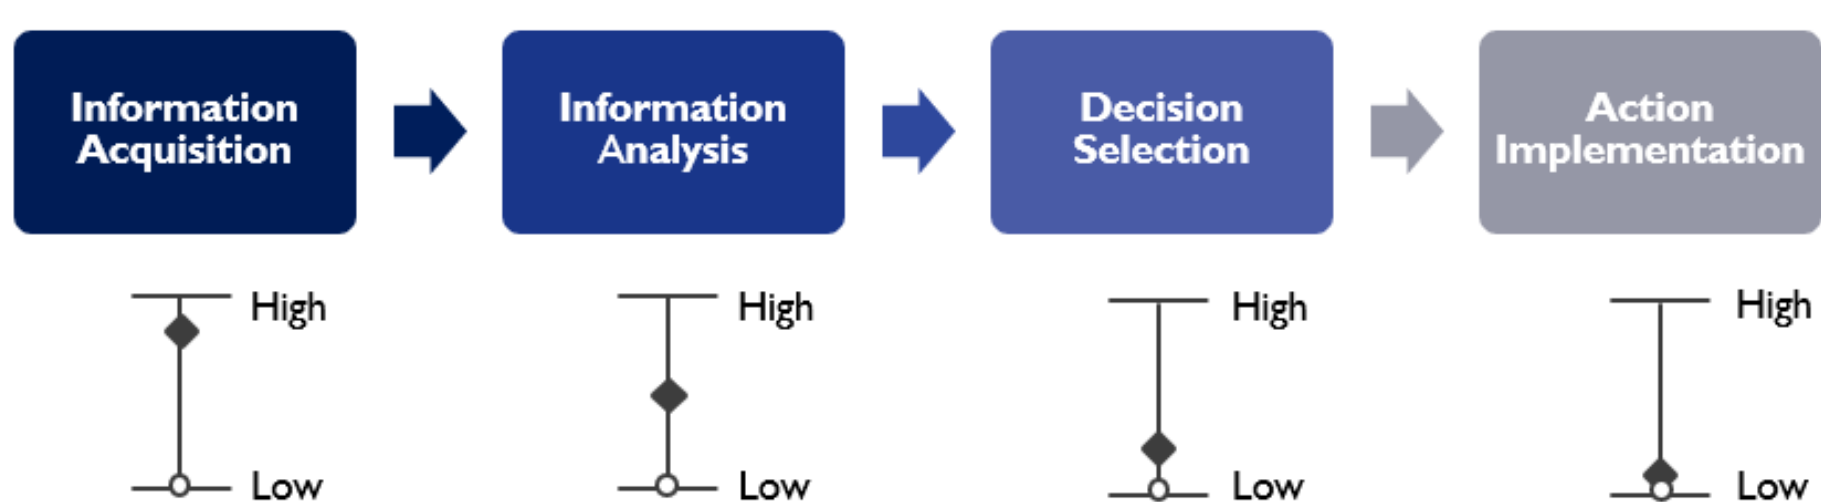 Information
Acquisition
Information
Analysis
Decision
Selection
Action
Implementation
High
High
High
High
Low
Low
Low
Low